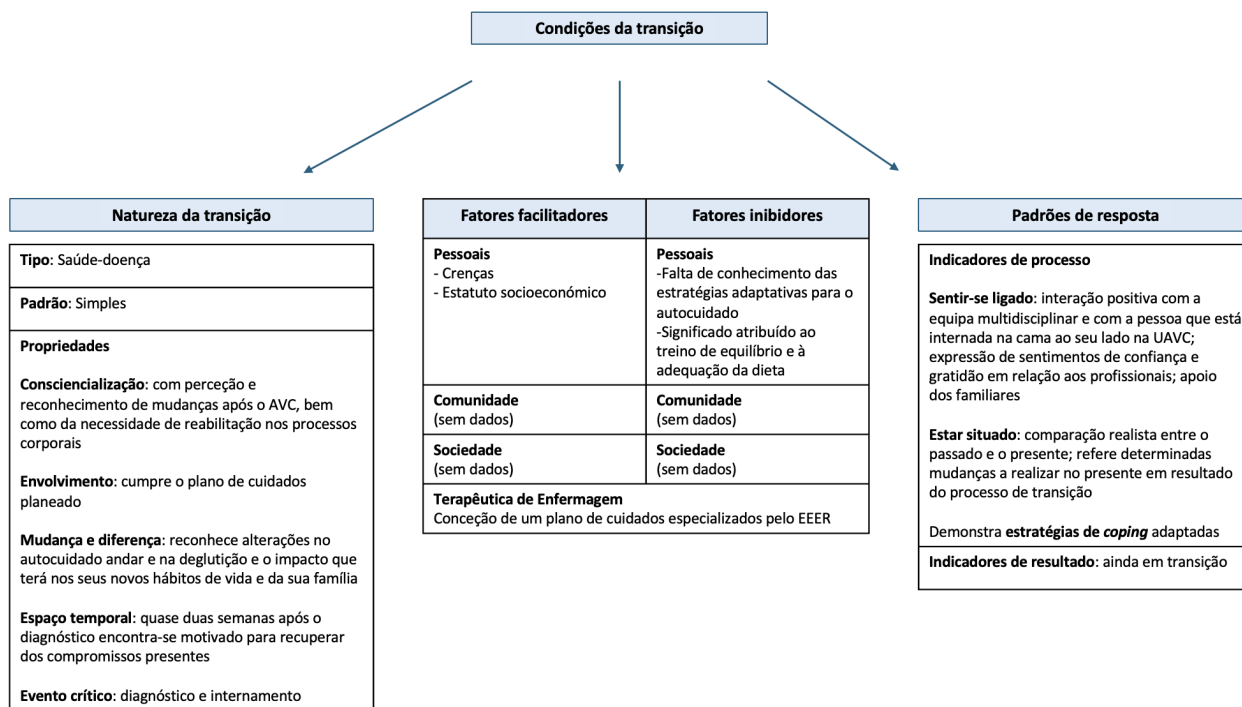 Condições da transição
Natureza da transição
Tipo: Saúde-doença
Padrão: Simples
Propriedades
Consciencialização: com perceção e
reconhecimento de mudanças após o AVC, bem
como da necessidade de reabilitação nos processos
corporais
Envolvimento: cumpre o plano de cuidados
planeado
Mudança e diferença: reconhece alterações no
autocuidado andar e na deglutição e o impacto que
terá nos seus novos hábitos de vida e da sua família
Espaço temporal: quase duas semanas após o
diagnóstico encontra-se motivado para recuperar
dos compromissos presentes
Evento crítico: diagnóstico e internamento
Fatores facilitadores
Pessoais
- Crenças
- Estatuto socioeconómico
Comunidade
(sem dados)
Sociedade
(sem dados)
Fatores inibidores
Pessoais
-Falta de conhecimento das
estratégias adaptativas para o
autocuidado
-Significado atribuído ao
treino de equilíbrio e à
adequação da dieta
Comunidade
(sem dados)
Sociedade
(sem dados)
Terapêutica de Enfermagem
Conceção de um plano de cuidados especializados pelo EEER
Padrões de resposta
Indicadores de processo
Sentir-se ligado: interação positiva com a
equipa multidisciplinar e com a pessoa que está
internada na cama ao seu lado na UAVC;
expressão de sentimentos de confiança e
gratidão em relação aos profissionais; apoio
dos familiares
Estar situado: comparação realista entre o
passado e o presente; refere determinadas
mudanças a realizar no presente em resultado
do processo de transição
Demonstra estratégias de coping adaptadas
Indicadores de resultado: ainda em transição